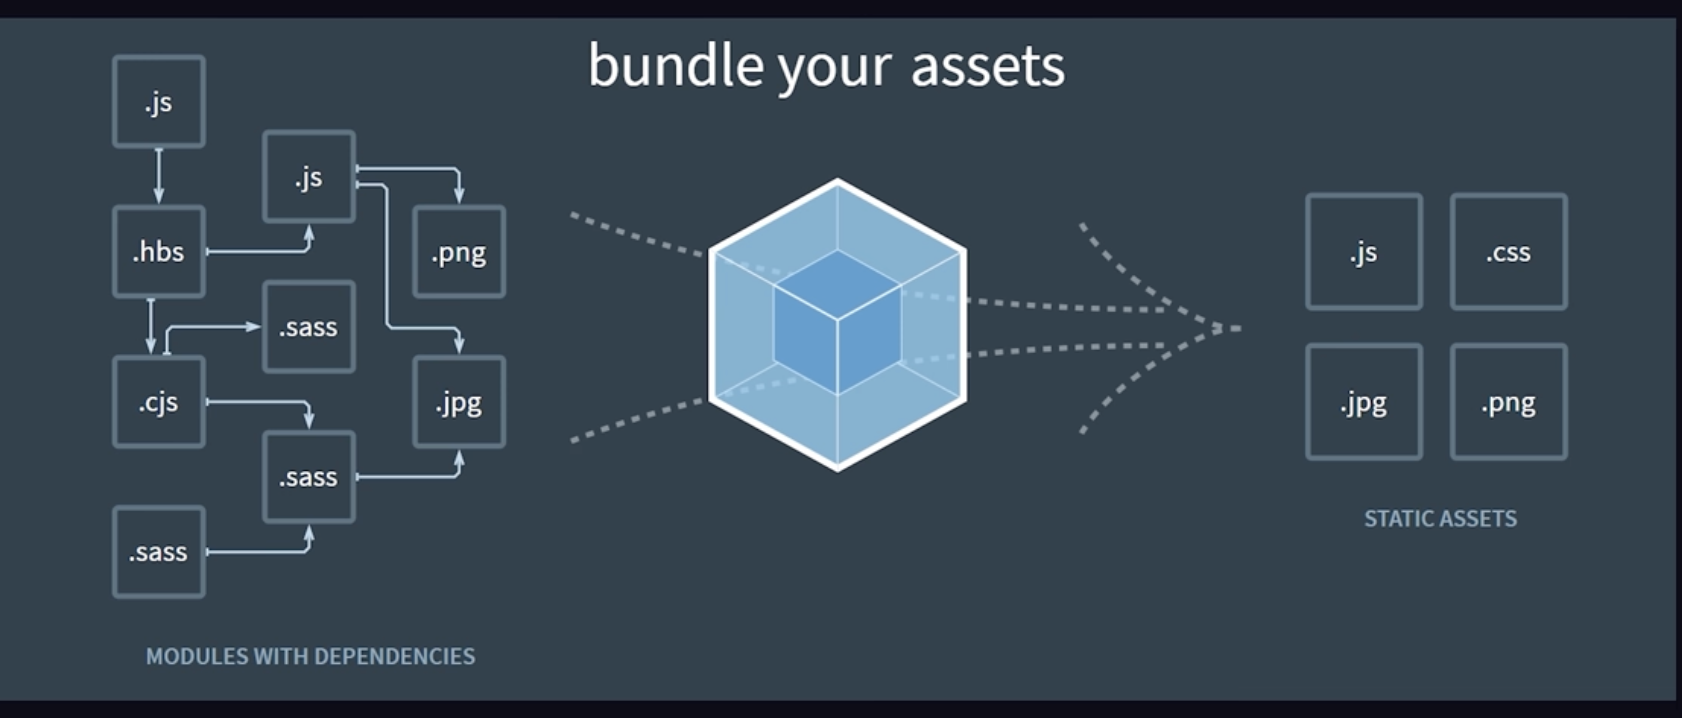 bundle your assets
.js
.js
.hbs
.png
.sass
.cjs
.jpg
.sass
.sass
MODULES WITH DEPENDENCIES
.js
.css
.jpg
.png
STATIC ASSETS